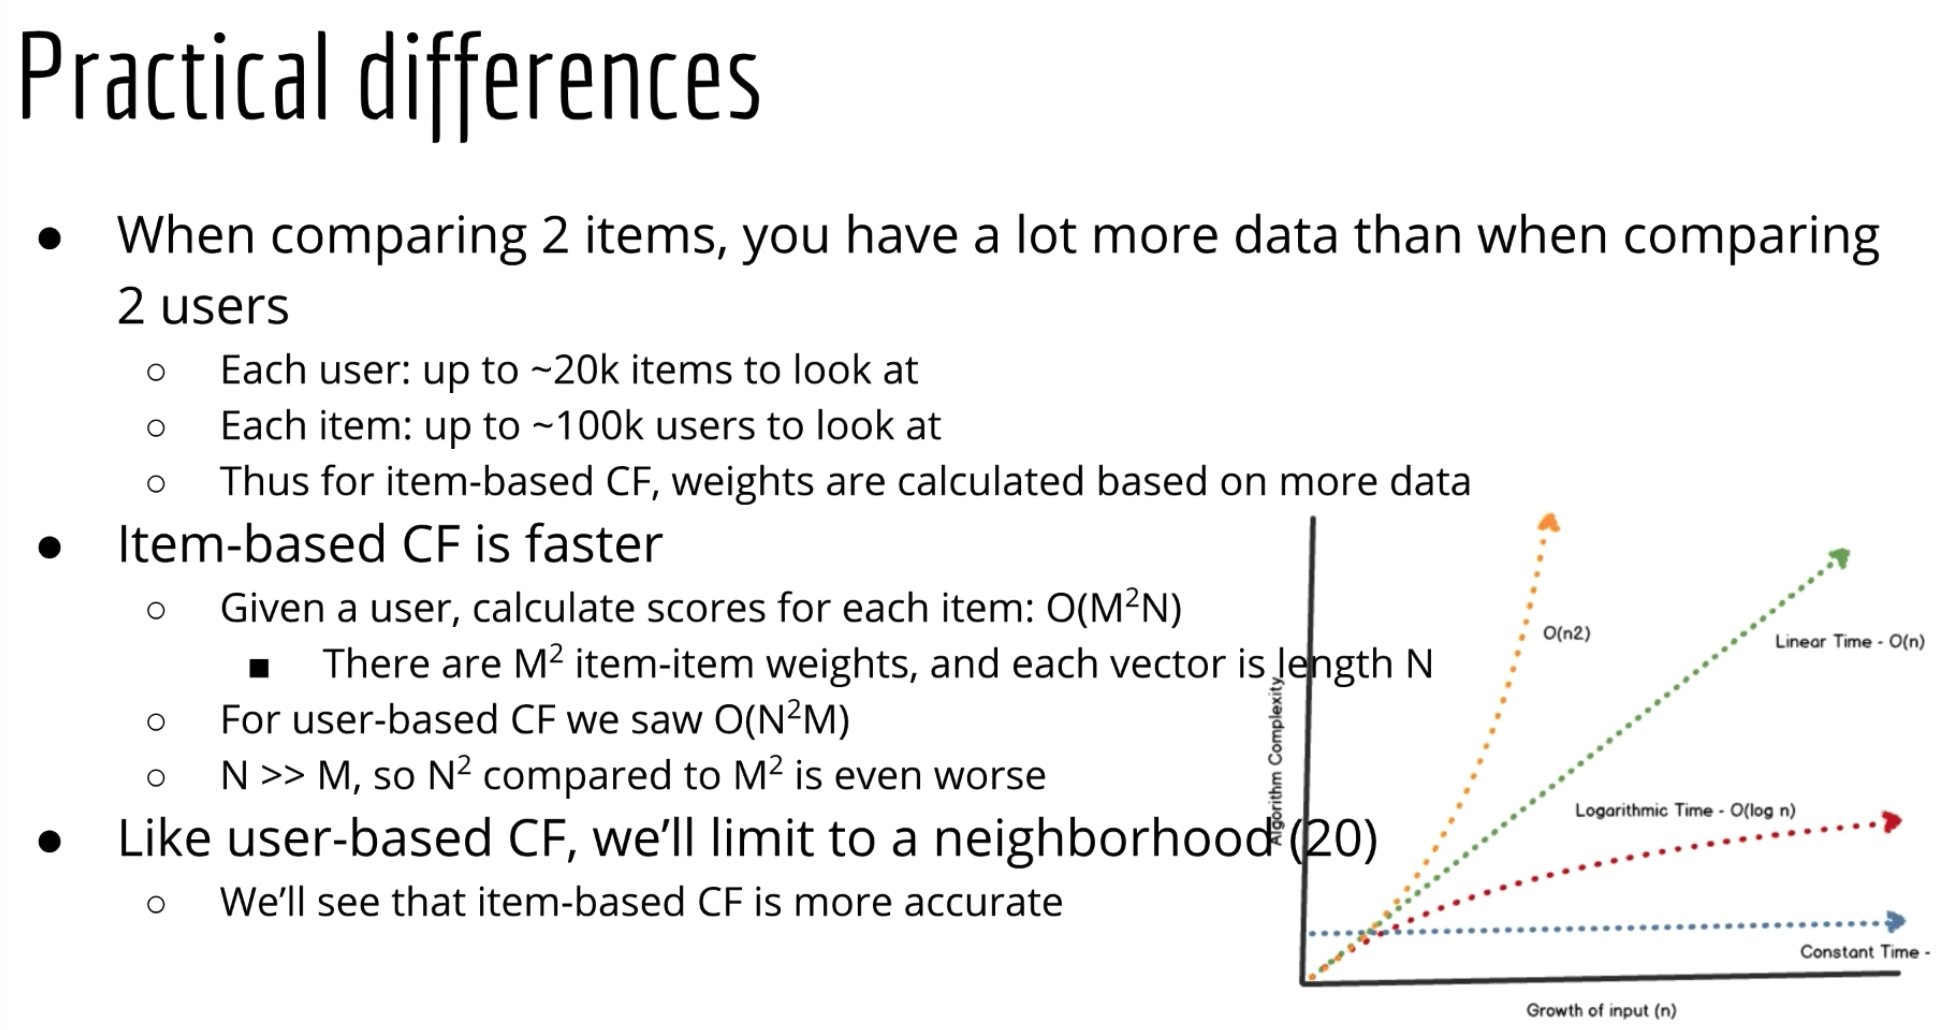 Practical differences
● When comparing 2 items, you have a lot more data than when comparing
2 users
○ Each user: up to ~20k items to look at
○ Each item: up to ~100k users to look at
○ Thus for item-based CF, weights are calculated based on more data
● Item-based CF is faster
○ Given a user, calculate scores for each item: O(M²N)
■ There are M² item-item weights, and each vector is length N
○ For user-based CF we saw O(N²M)
○ N >> M, so N² compared to M² is even worse
● Like user-based CF, we’ll limit to a neighborhood (20)
○ We’ll see that item-based CF is more accurate
Algorithm Complexity
O(n2)
Linear Time - O(n)
Logarithmic Time - O(log n)
Constant Time -
Growth of input (n)